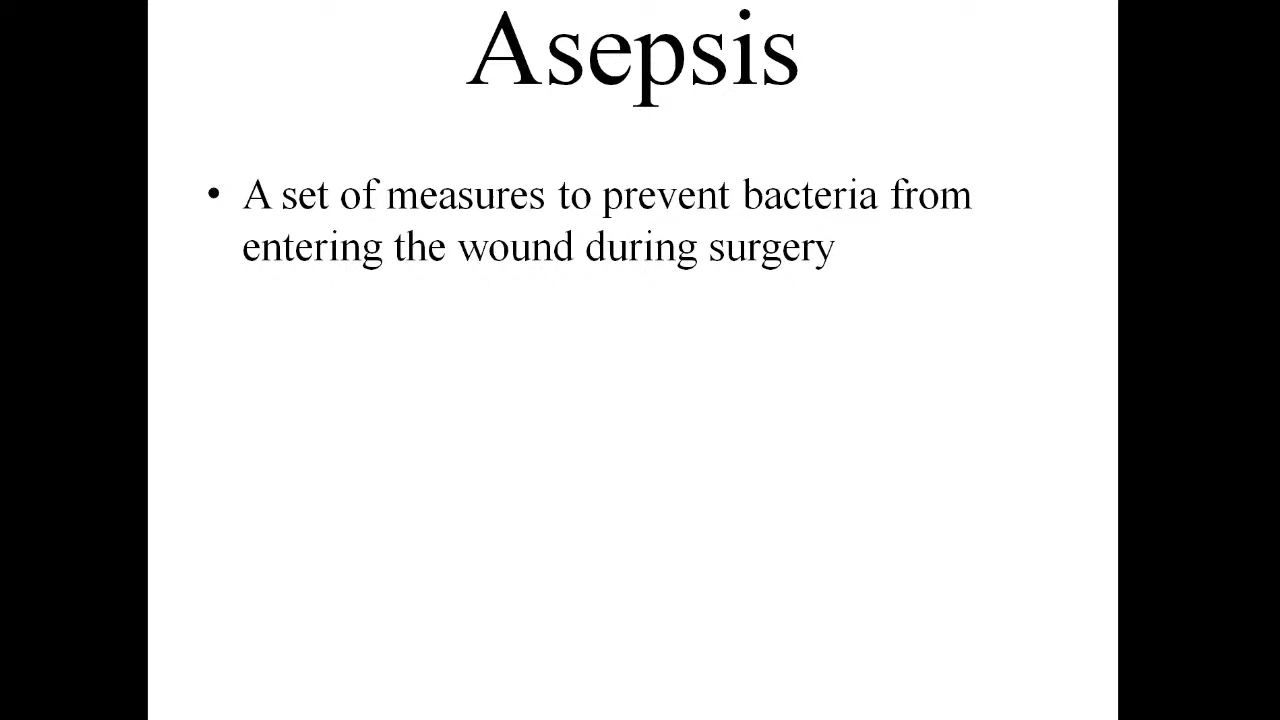 Asepsis
• A set of measures to prevent bacteria from
entering the wound during surgery